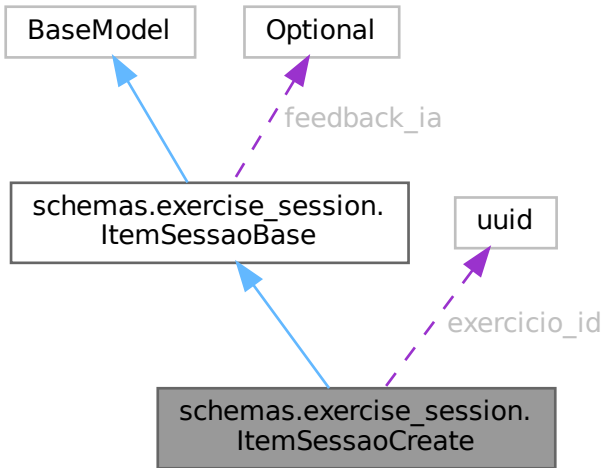 BaseModel
Optional
feedback_ia
schemas.exercise_session.
ItemSessaoBase
uuid
exercicio_id
schemas.exercise_session.
ItemSessaoCreate